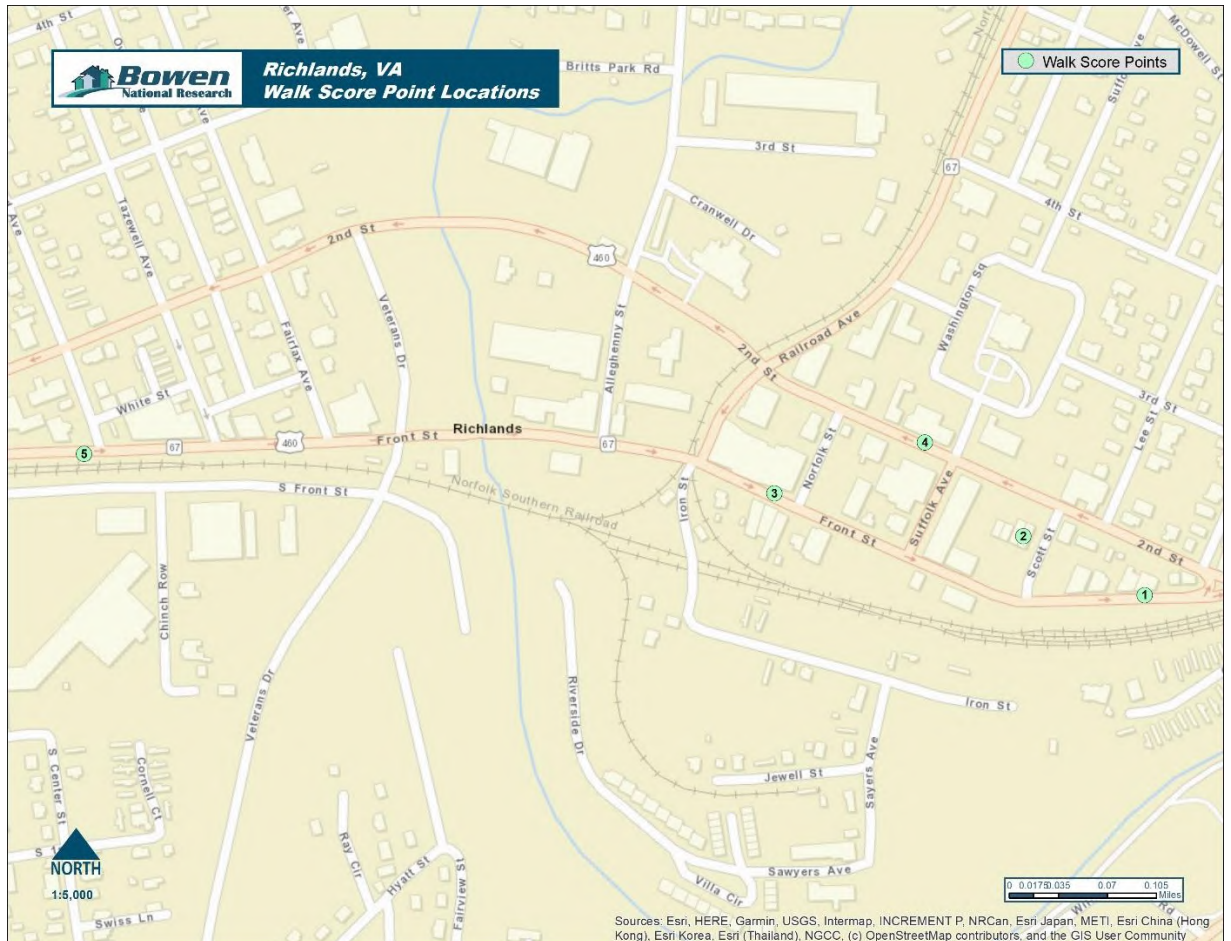 Bowen
National Research
Richlands, VA
Walk Score Point Locations
Walk Score Points
4th St
Britts Park Rd
McDowell St
3rd St
67
4th St
Cranwell Dr
Tazewell Ave
2nd St
460
Washington Sq
Veterans Dr
Alleghenny St
Railroad Ave
Fairfax Ave
2nd St
White St
3rd St
Lee St
Richlands
5
67
460
Front St
67
Norfolk St
4
S Front St
Norfolk Southern Railroad
Iron St
3
Front St
Suffolk Ave
2
Scott St
2nd St
1
Chinch Row
Veterans Dr
Riverside Dr
Iron St
S Center St
Cornell Ct
Jewell St
Sayers Ave
Ray Cir
Hyatt St
Fairview St
Sawyers Ave
Villa Cir
Swiss Ln
NORTH
1:5,000
0 0.0175 0.035 0.07 0.105
Miles
Rd
Sources: Esri, HERE, Garmin, USGS, Intermap, INCREMENT P, NRCan, Esri Japan, METI, Esri China (Hong
Kong), Esri Korea, Esri (Thailand), NGCC, (c) OpenStreetMap contributors, and the GIS User Community